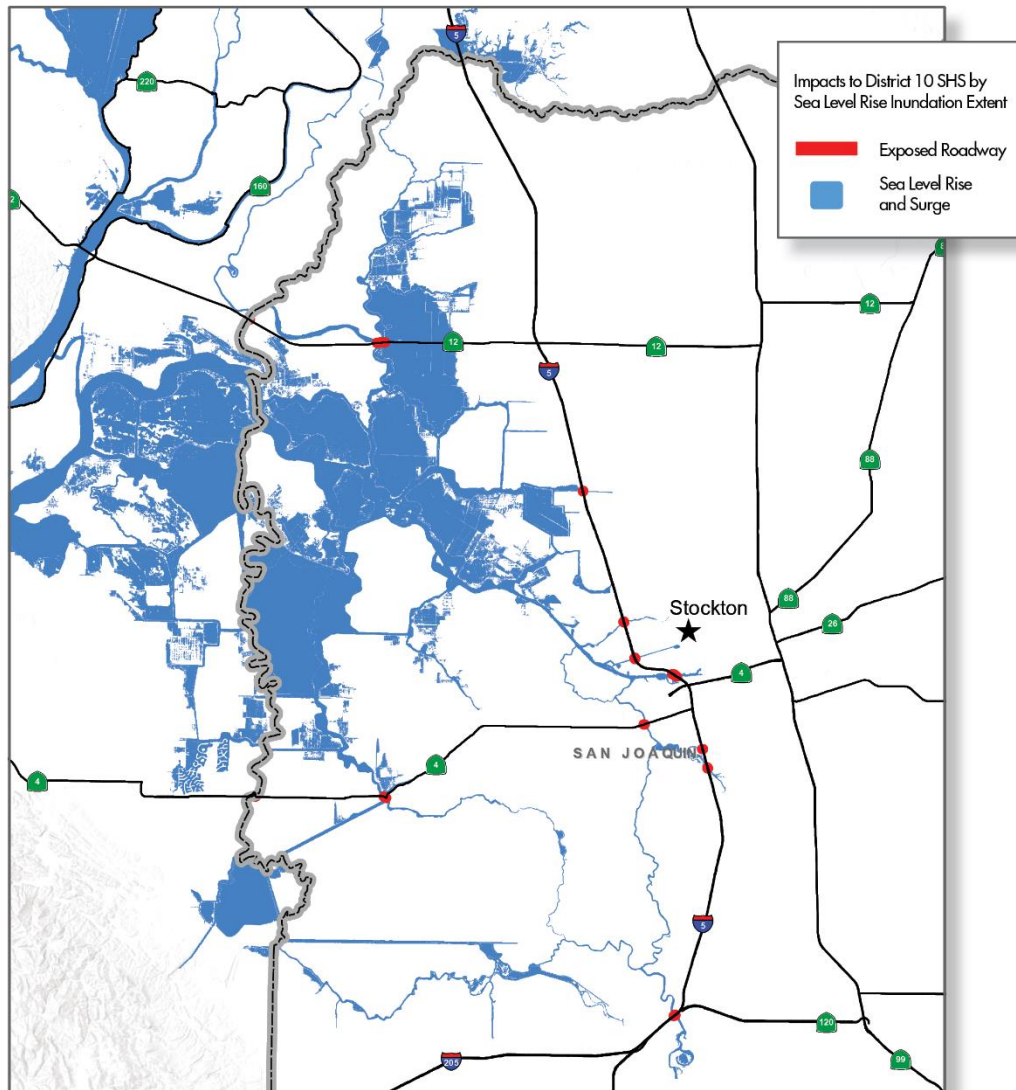 5
220
160
2
12
12
12
5
88
88
26
4
4
4
5
205
120
99
8
Stockton
SAN JOAQUIN
Impacts to District 10 SHS by
Sea Level Rise Inundation Extent
Exposed Roadway
Sea Level Rise
and Surge